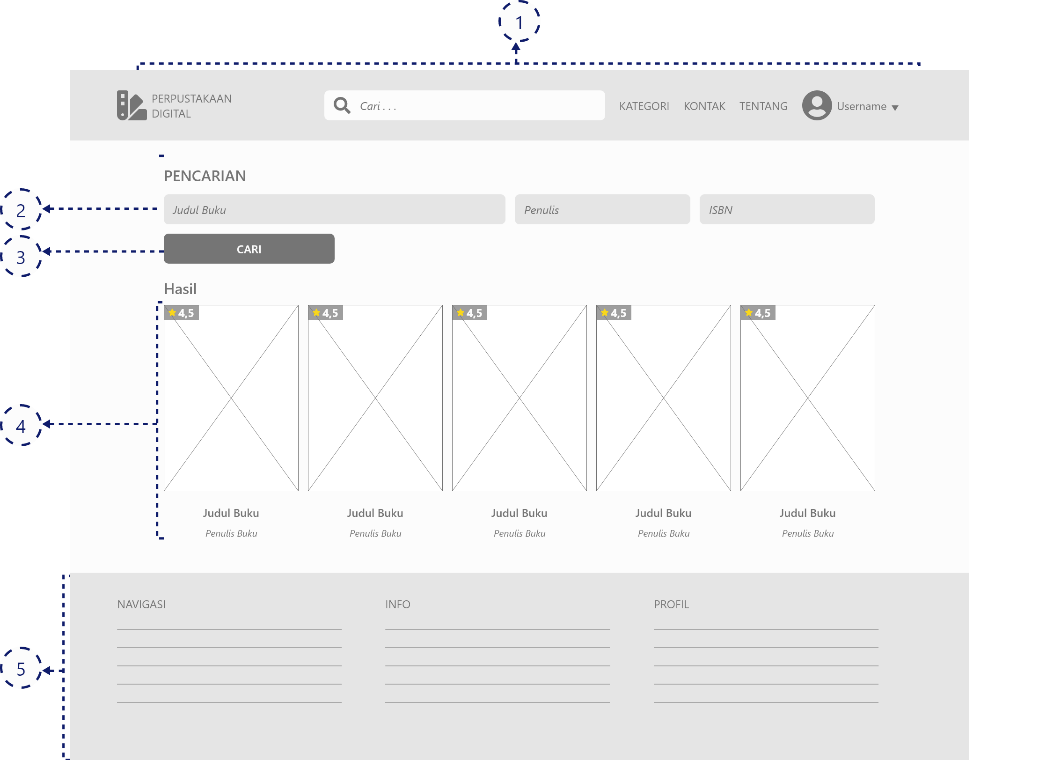 1
PERPUSTAKAAN
DIGITAL
Cari . . .
KATEGORI KONTAK TENTANG Username
PENCARIAN
2
Judul Buku Penulis ISBN
3
CARI
Hasil
4,5 4,5 4,5 4,5 4,5
4
Judul Buku Judul Buku Judul Buku Judul Buku Judul Buku
Penulis Buku Penulis Buku Penulis Buku Penulis Buku Penulis Buku
NAVIGASI INFO PROFIL
5